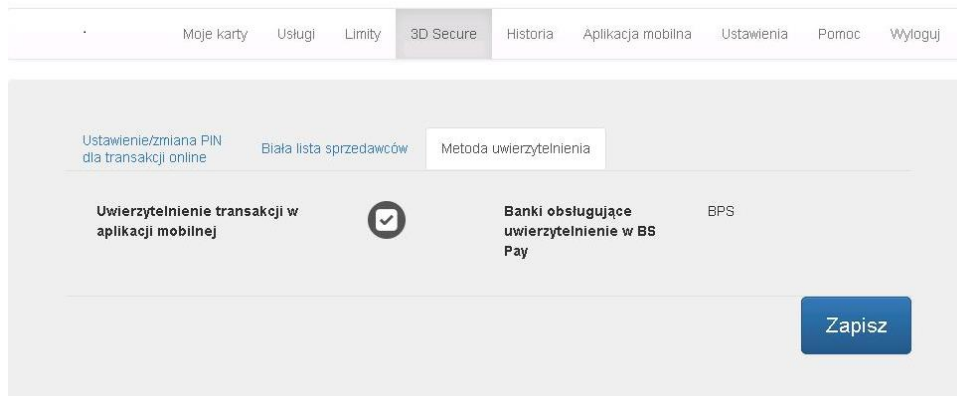 Moje karty Usługi Limity 3D Secure Historia Aplikacja mobilna Ustawienia Pomoc Wyloguj
Ustawienie/zmiana PIN
dla transakcji online
Biała lista sprzedawców
Metoda uwierzytelnienia
Uwierzytelnienie transakcji w
aplikacji mobilnej
Banki obsługujące
uwierzytelnienie w BS
Pay
BPS
Zapisz